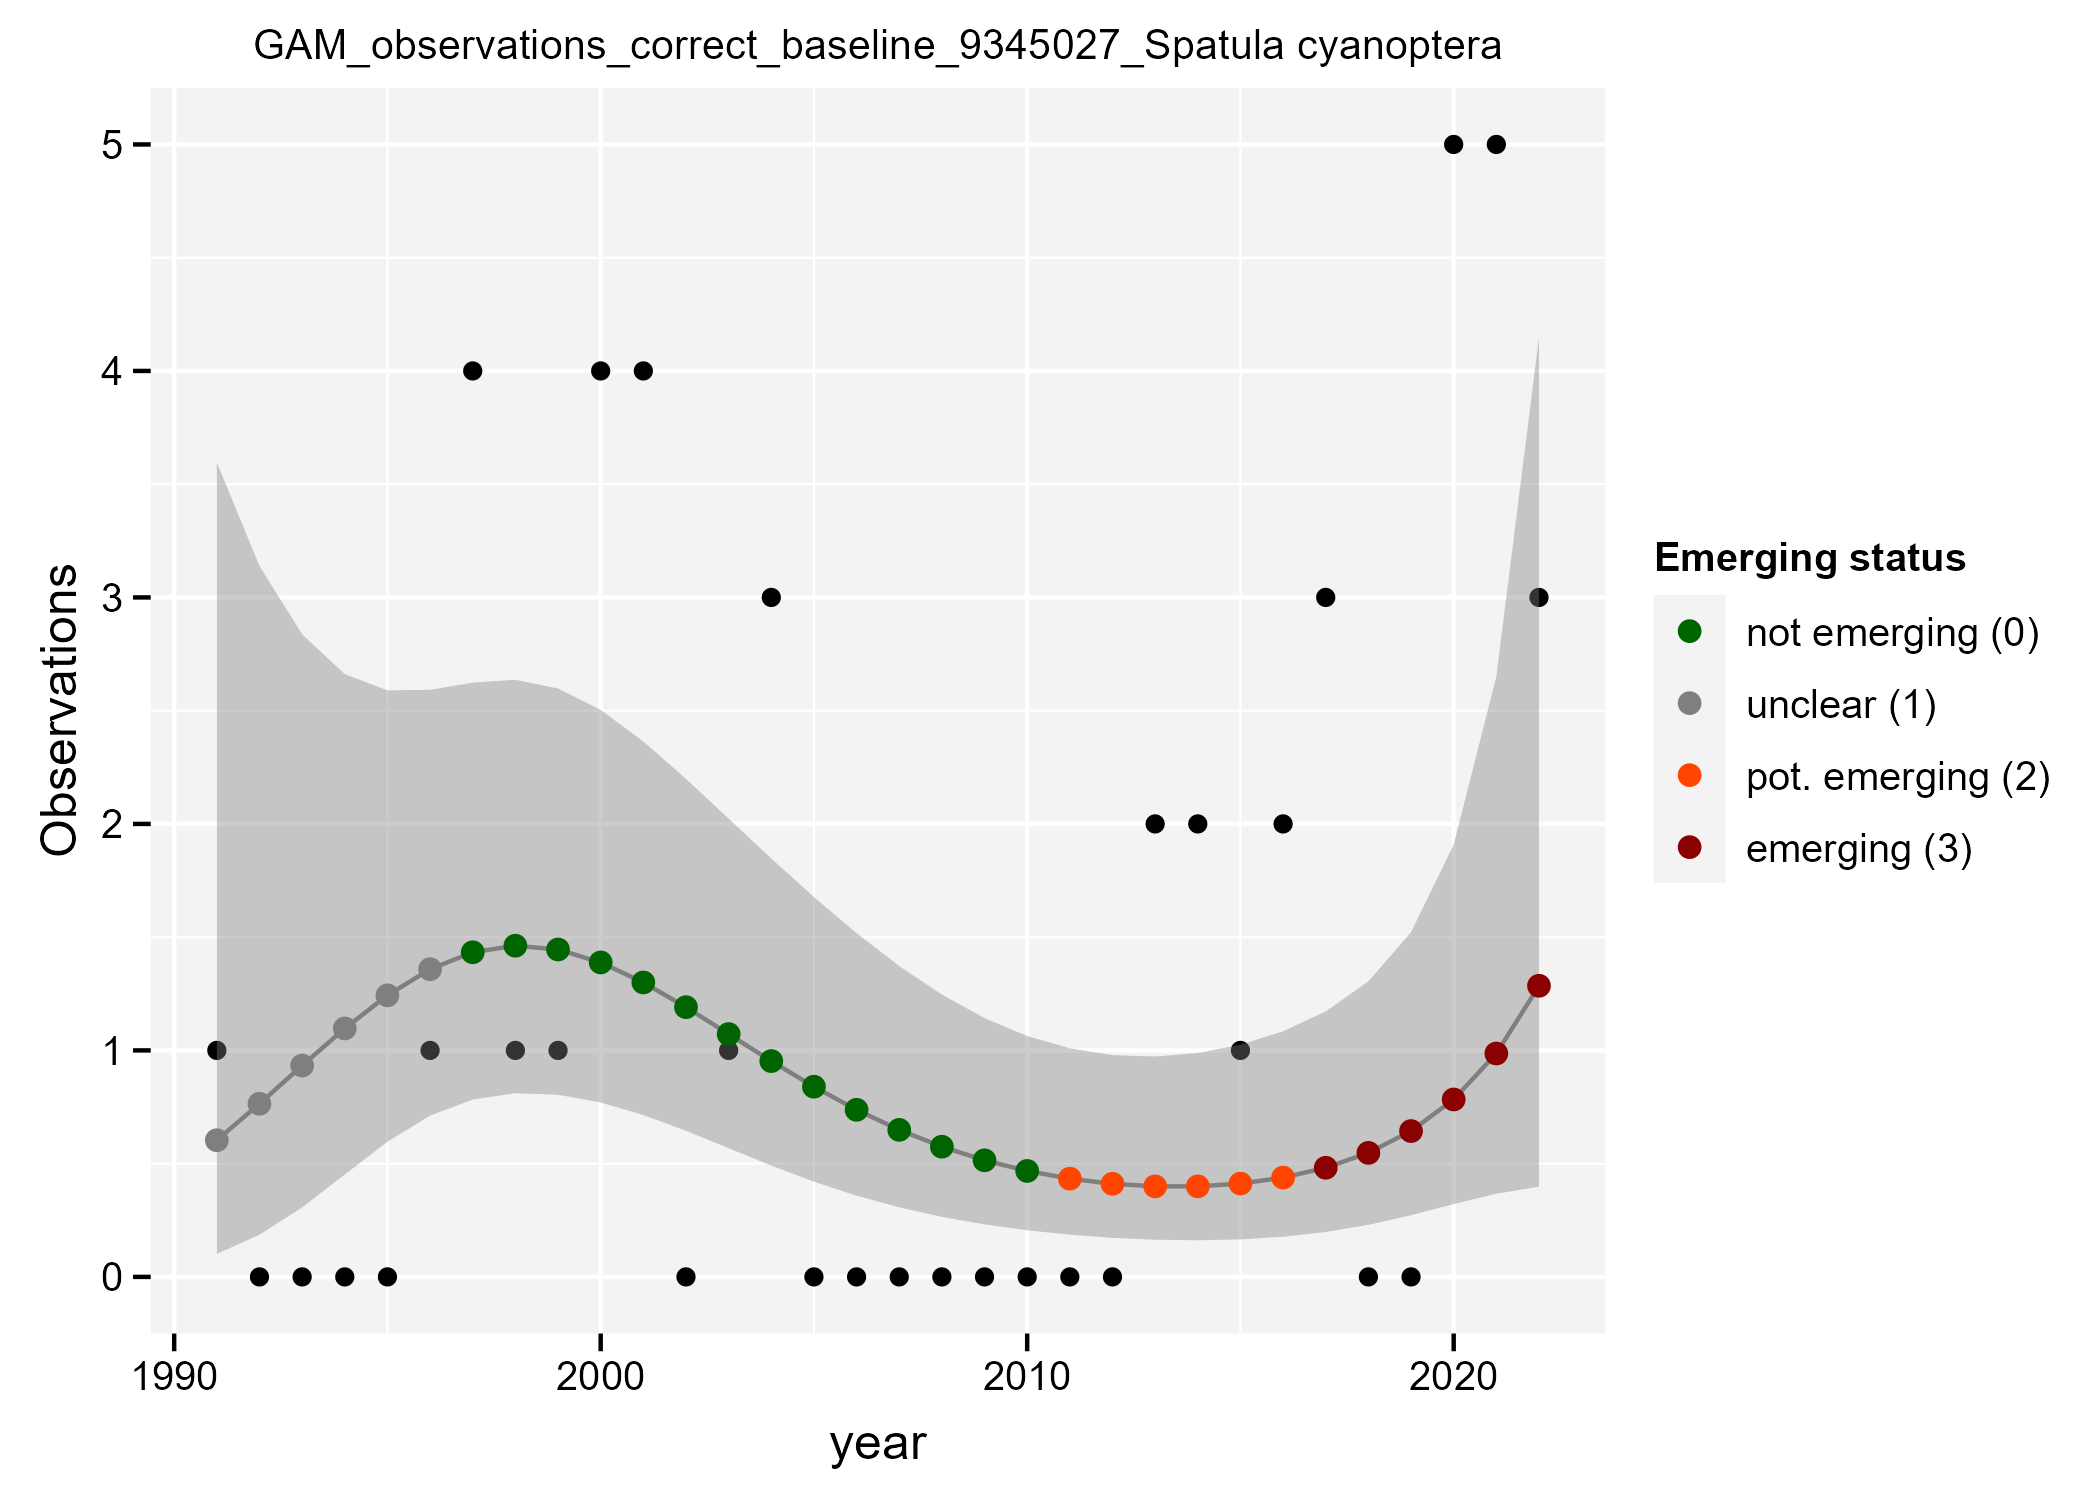 GAM_observations_correct_baseline_9345027_Spatula cyanoptera
Observations
5
4
3
2
1
0
1990
2000
2010
2020
year
Emerging status
not emerging (0)
unclear (1)
pot. emerging (2)
emerging (3)